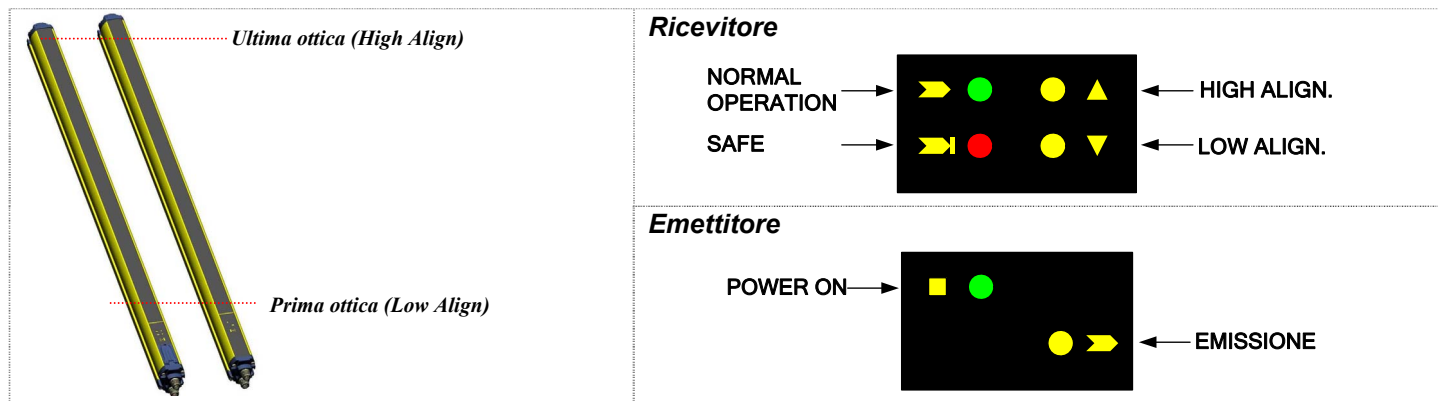 Ultima ottica (High Align)
Prima ottica (Low Align)
Ricevitore
NORMAL
OPERATION
HIGH ALIGN.
SAFE
LOW ALIGN.
Emettitore
POWER ON
EMISSIONE